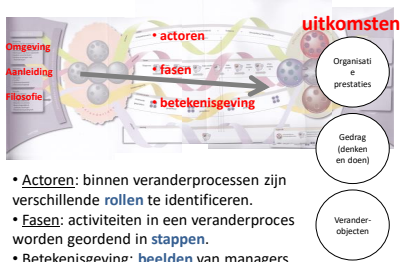 uitkomsten
• actoren
Omgeving
• fasen
Aanleiding
Filosofie
• betekenisgeving
Organisati
e
prestaties
Gedrag
(denken
en doen)
Verander-
objecten
• Actoren: binnen veranderprocessen zijn
verschillende rollen te identificeren.
• Fasen: activiteiten in een veranderproces
worden geordend in stappen.
• Betekenisgeving: beelden van managers